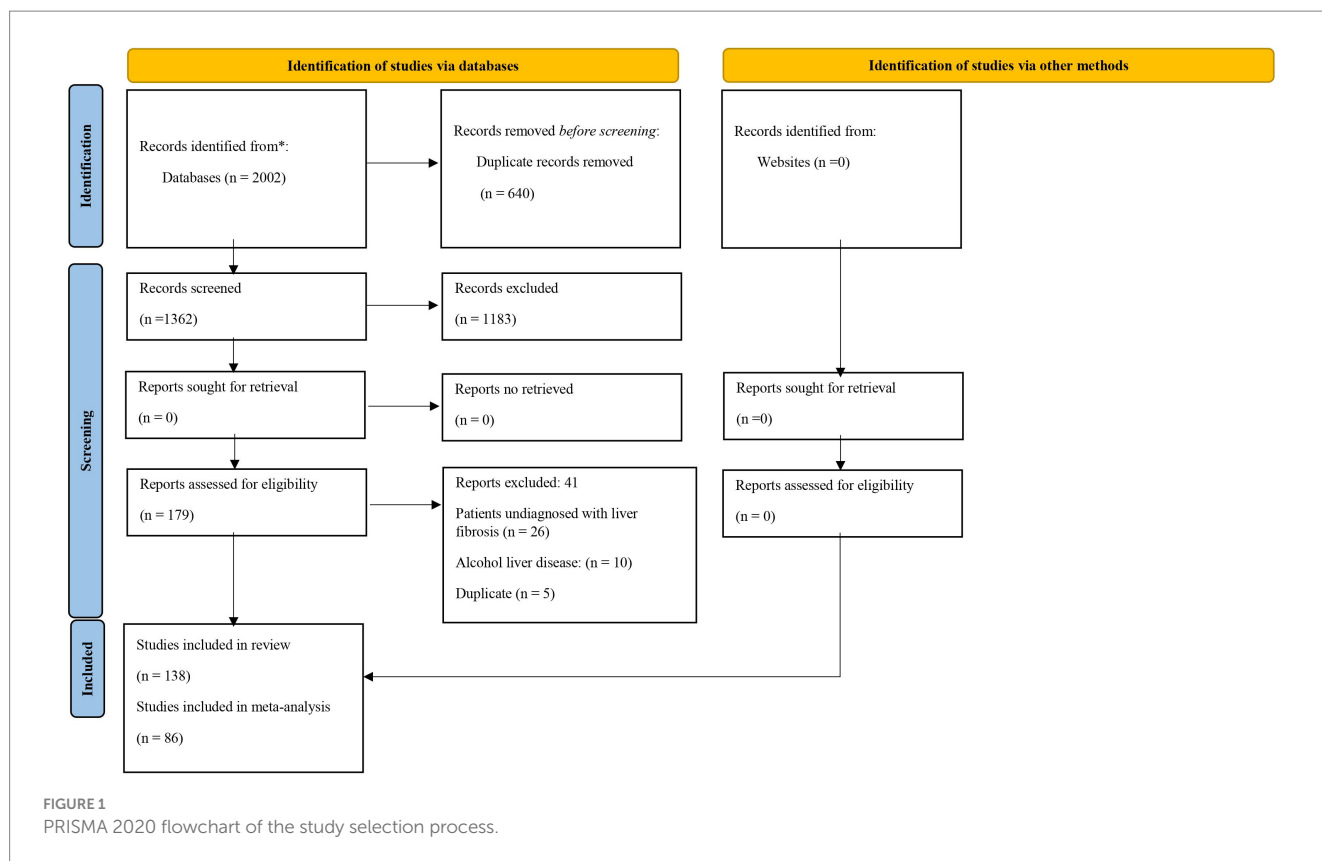 Identification of studies via databases
Identification of studies via other methods
Identification
Records identified from*:
Databases (n = 2002)
Records removed before screening:
Duplicate records removed
(n = 640)
Records identified from:
Websites (n =0)
Screening
Records screened
(n =1362)
Records excluded
(n = 1183)
Reports sought for retrieval
(n = 0)
Reports no retrieved
(n = 0)
Reports sought for retrieval
(n =0)
Reports assessed for eligibility
(n = 179)
Reports excluded: 41
Patients undiagnosed with liver
fibrosis (n = 26)
Alcohol liver disease: (n = 10)
Duplicate (n = 5)
Reports assessed for eligibility
(n = 0)
Included
Studies included in review
(n = 138)
Studies included in meta-analysis
(n = 86)
FIGURE 1
PRISMA 2020 flowchart of the study selection process.